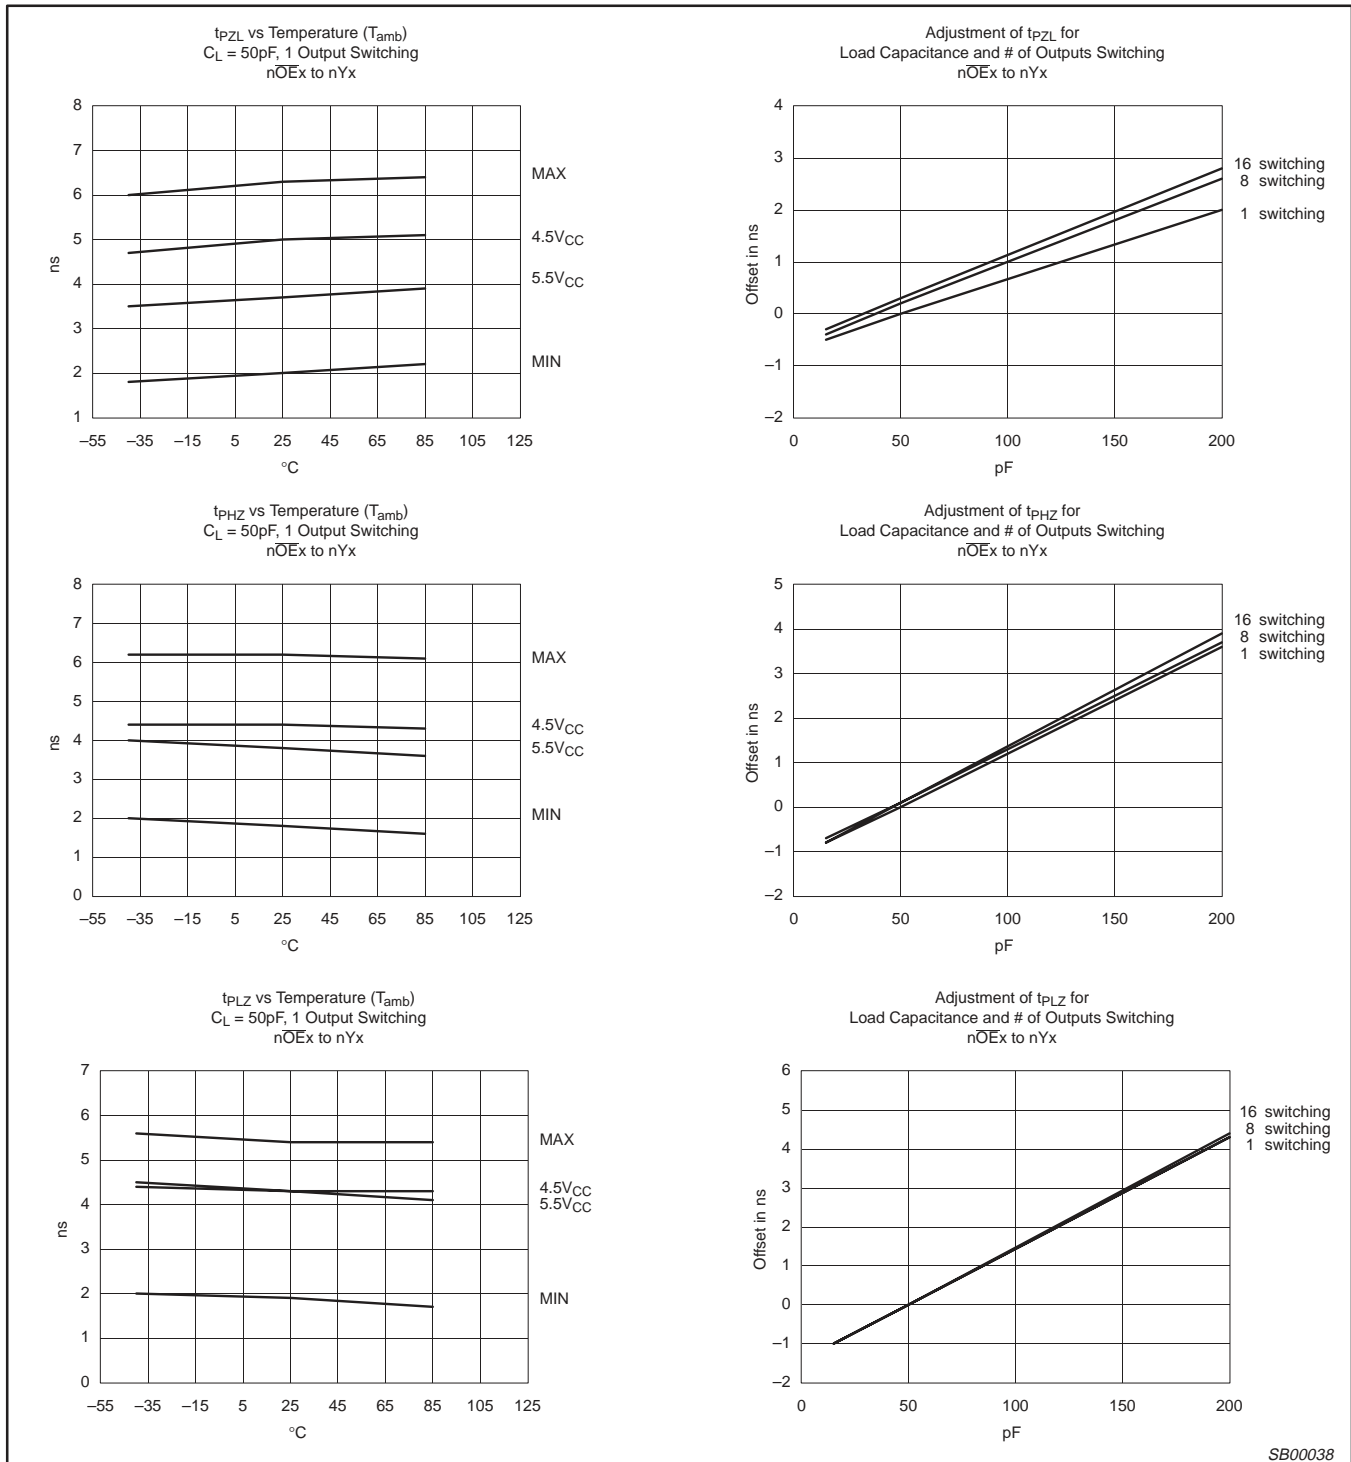 tPZL vs Temperature (Tamb)
CL = 50pF, 1 Output Switching
nOEx to nYx
8
7
6
5
4
3
2
1
ns
MAX
4.5VCC
5.5VCC
MIN
–55 –35 –15 5 25 45 65 85 105 125
°C
Adjustment of tPZL for
Load Capacitance and # of Outputs Switching
nOEx to nYx
4
3
2
1
0
–1
–2
Offset in ns
16 switching
8 switching
1 switching
0 50 100 150 200
pF
tPHZ vs Temperature (Tamb)
CL = 50pF, 1 Output Switching
nOEx to nYx
8
7
6
5
4
3
2
1
0
ns
MAX
4.5VCC
5.5VCC
MIN
–55 –35 –15 5 25 45 65 85 105 125
°C
Adjustment of tPHZ for
Load Capacitance and # of Outputs Switching
nOEx to nYx
5
4
3
2
1
0
–1
–2
Offset in ns
16 switching
8 switching
1 switching
0 50 100 150 200
pF
tPLZ vs Temperature (Tamb)
CL = 50pF, 1 Output Switching
nOEx to nYx
7
6
5
4
3
2
1
0
ns
MAX
4.5VCC
5.5VCC
MIN
–55 –35 –15 5 25 45 65 85 105 125
°C
Adjustment of tPLZ for
Load Capacitance and # of Outputs Switching
nOEx to nYx
6
5
4
3
2
1
0
–1
–2
Offset in ns
16 switching
8 switching
1 switching
0 50 100 150 200
pF
SB00038